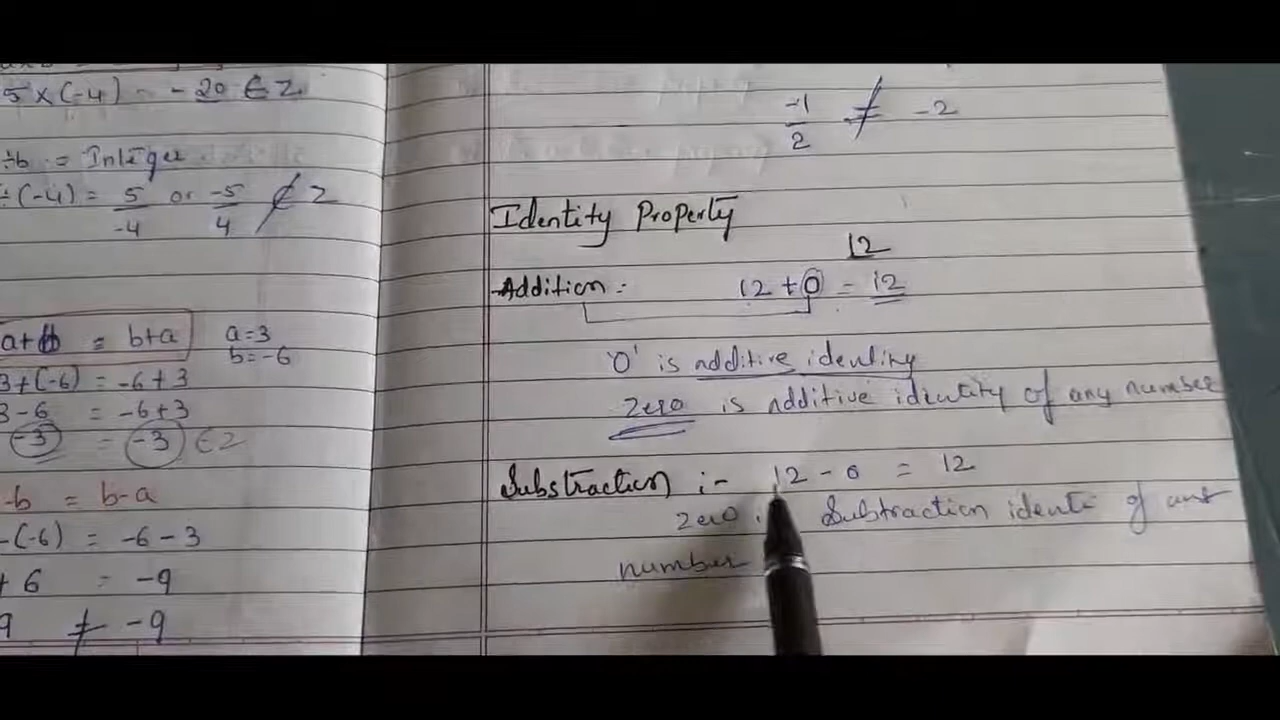 5 x (-4) = -20 ∈ Z
÷b = Integer
÷ (-4) = 5/-4 or -5/4 ∉ Z
a+b = b+a
a=3
b=-6
3+(-6) = -6+3
3-6 = -6+3
-3 = -3 ∈ Z
-b = b-a
-(-6) = -6-3
+ 6 = -9
9 ≠ -9
-1/2 ≠ -2
Identity Property
12
Addition : 12 + 0 = 12
'0' is additive identity
Zero is additive identity of any number
Substraction :- 12 - 0 = 12
Zero Subtraction identi of any
number